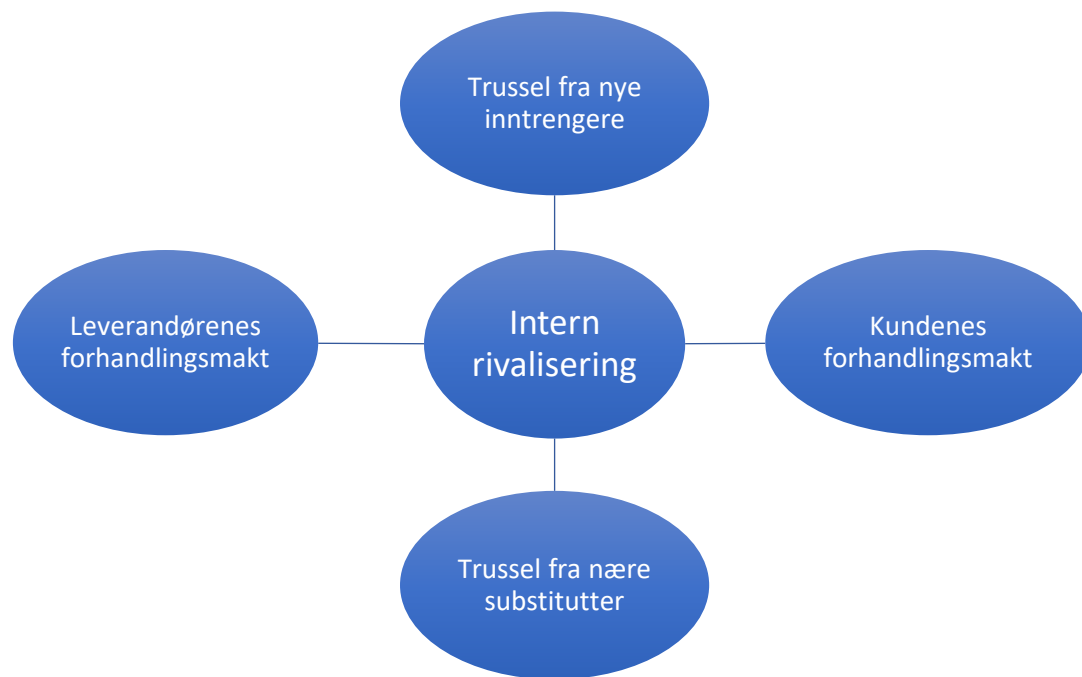 Trussel fra nye
inntrengere
Leverandørenes
forhandlingsmakt
Intern
rivalisering
Kundenes
forhandlingsmakt
Trussel fra nære
substitutter